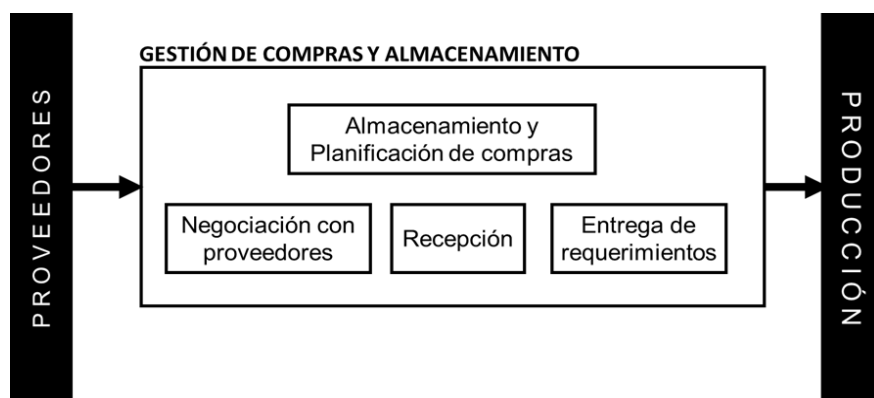 PROVEEDORES
GESTIÓN DE COMPRAS Y ALMACENAMIENTO
Almacenamiento y
Planificación de compras
Negociación con
proveedores
Recepción
Entrega de
requerimientos
PRODUCCIÓN